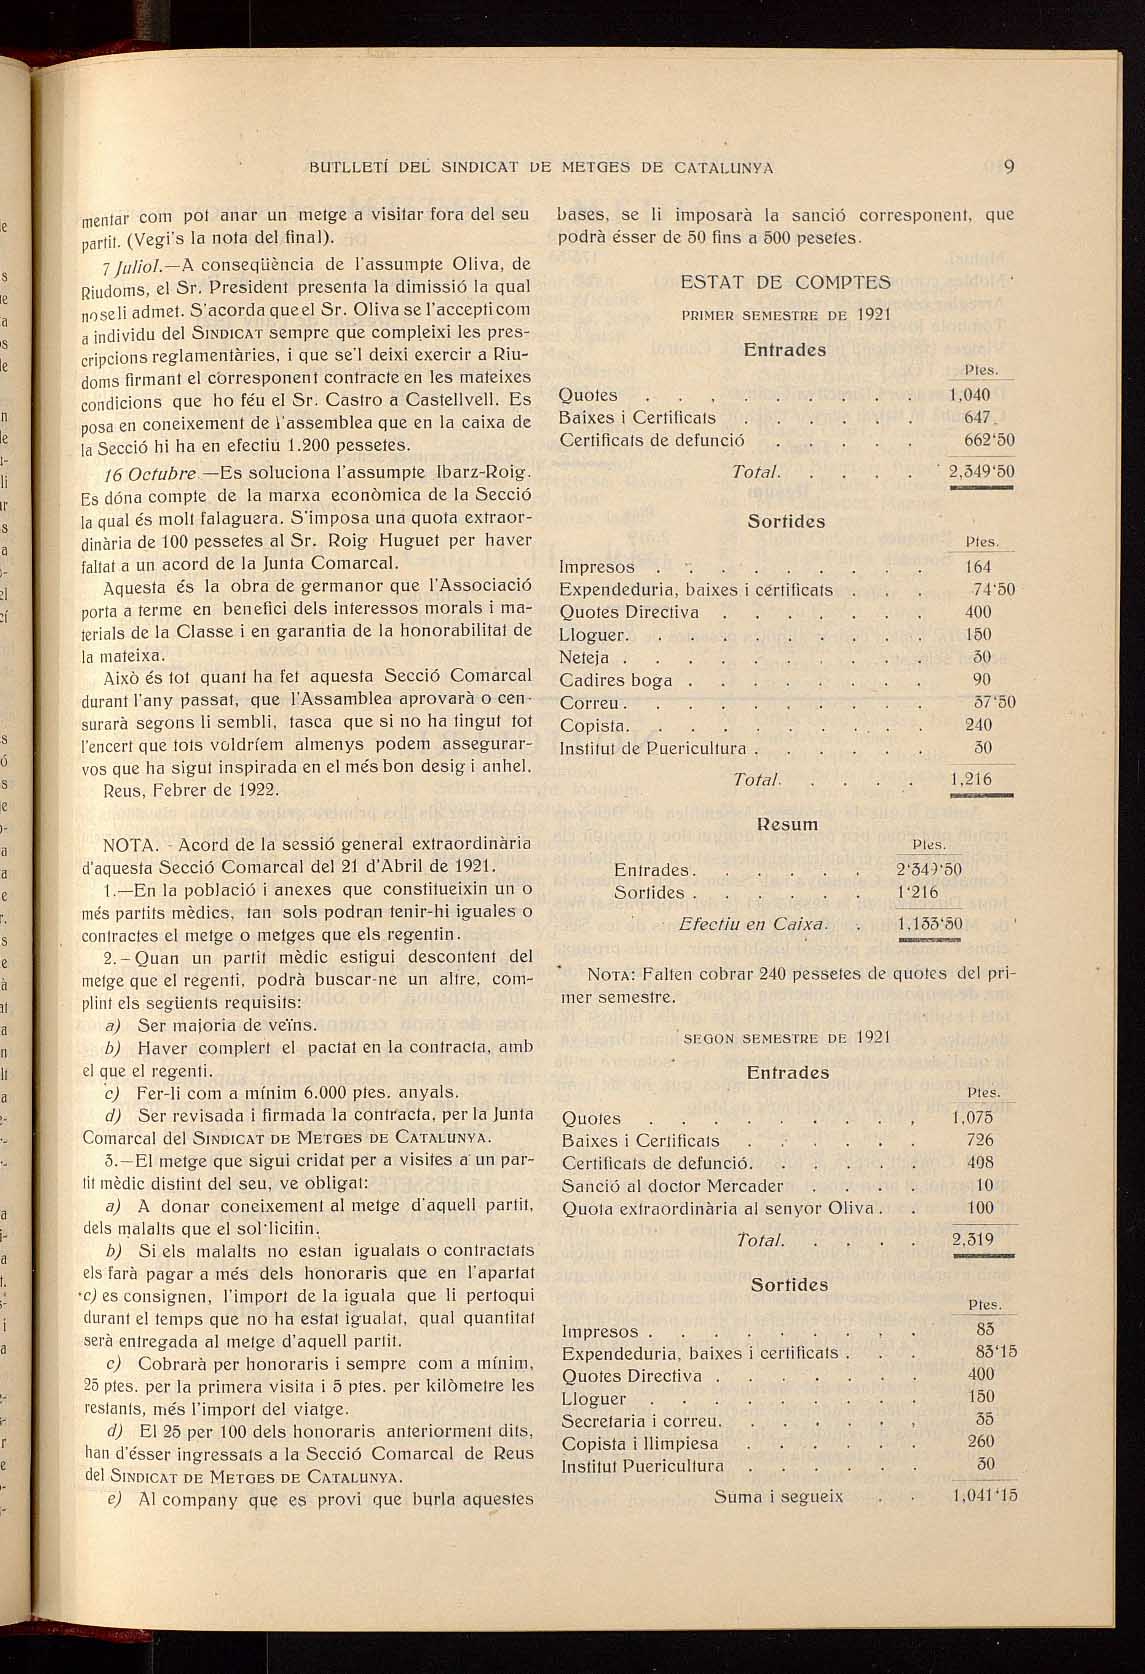 BUTLLETÍ DEL SINDICAT DE METGES DE CATALUNYA 9
mentar com pot anar un metge a visitar fora del seu
partit. (Vegi's la nota del final).
7 Juliol.—A conseqüència de l'assumpte Oliva, de
Riudoms, el Sr. President presenta la dimissió la qual
no se li admet. S'acorda que el Sr. Oliva se l'accepti com
a individu del SINDICAT sempre que compleixi les pres-
cripcions reglamentàries, i que se'l deixi exercir a Riu-
doms firmant el corresponent contracte en les mateixes
condicions que ho féu el Sr. Castro a Castellvell. Es
posa en coneixement de l'assemblea que en la caixa de
la Secció hi ha en efectiu 1.200 pessetes.
16 Octubre.—Es soluciona l'assumpte Ibarz-Roig.
Es dóna compte de la marxa econòmica de la Secció
la qual és molt falaguera. S'imposa una quota extraor-
dinària de 100 pessetes al Sr. Roig Huguet per haver
faltat a un acord de la Junta Comarcal.
Aquesta és la obra de germanor que l'Associació
porta a terme en benefici dels interessos morals i ma-
terials de la Classe i en garantia de la honorabilitat de
la mateixa.
Això és tot quant ha fet aquesta Secció Comarcal
durant l'any passat, que l'Assamblea aprovarà o cen-
surarà segons li sembli, tasca que si no ha tingut tot
l'encert que tots voldríem almenys podem assegurar-
vos que ha sigut inspirada en el més bon desig i anhel.
Reus, Febrer de 1922.
NOTA. - Acord de la sessió general extraordinària
d'aquesta Secció Comarcal del 21 d'Abril de 1921.
1.—En la població i anexes que constitueixin un o
més partits mèdics, tan sols podran tenir-hi iguales o
contractes el metge o metges que els regentin.
2.—Quan un partit mèdic estigui descontent del
metge que el regenti, podrà buscar-ne un altre, com-
plint els següents requisits:
a) Ser majoria de veïns.
b) Haver complert el pactat en la contracta, amb
el que el regenti.
c) Fer-li com a mínim 6.000 ptes. anyals.
d) Ser revisada i firmada la contracta, per la Junta
Comarcal del SINDICAT DE METGES DE CATALUNYA.
3.—El metge que sigui cridat per a visites a un par-
tit mèdic distint del seu, ve obligat:
a) A donar coneixement al metge d'aquell partit,
dels malalts que el sol'licitin.
b) Si els malalts no estan igualats o contractats
els farà pagar a més dels honoraris que en l'apartat
c) es consignen, l'import de la iguala que li pertoqui
durant el temps que no ha estat igualat, qual quantitat
serà entregada al metge d'aquell partit.
c) Cobrarà per honoraris i sempre com a mínim,
25 ptes. per la primera visita i 5 ptes. per kilòmetre les
restants, més l'import del viatge.
d) El 25 per 100 dels honoraris anteriorment dits,
han d'ésser ingressats a la Secció Comarcal de Reus
del SINDICAT DE METGES DE CATALUNYA.
e) Al company que es provi que burla aquestes
bases, se li imposarà la sanció corresponent, que
podrà ésser de 50 fins a 500 pesetes.
ESTAT DE COMPTES
PRIMER SEMESTRE DE 1921
Entrades
Ptes.
Quotes . . . . . . . . . 1,040
Baixes i Certificats . . . . . . 647
Certificats de defunció . . . . . 662'50
Total. . . . . 2,349'50
Sortides
Ptes.
Impresos . . . . . . . . . 164
Expendeduria, baixes i certificats . . . 74'50
Quotes Directiva . . . . . . . 400
Lloguer. . . . . . . . . . 150
Neteja . . . . . . . . . . 30
Cadires boga . . . . . . . . 90
Correu . . . . . . . . . . 37'50
Copista. . . . . . . . . . 240
Institut de Puericultura . . . . . . 30
Total. . . . . 1,216
Resum
Ptes.
Entrades. . . . . . 2'349'50
Sortides . . . . . . 1'216
Efectiu en Caixa. . 1,133'50
NOTA: Falten cobrar 240 pessetes de quotes del pri-
mer semestre.
SEGON SEMESTRE DE 1921
Entrades
Ptes.
Quotes . . . . . . . . . 1,075
Baixes i Certificats . . . . . . 726
Certificats de defunció. . . . . . 408
Sanció al doctor Mercader . . . . 10
Quota extraordinària al senyor Oliva . . 100
Total. . . . . 2,319
Sortides
Ptes.
Impresos . . . . . . . . . 83
Expendeduria, baixes i certificats . . . 83'15
Quotes Directiva . . . . . . . 400
Lloguer . . . . . . . . . 150
Secretaria i correu. . . . . . . 35
Copista i llimpiesa . . . . . . 260
Institut Puericultura . . . . . . 30
Suma i segueix . . 1,041'15